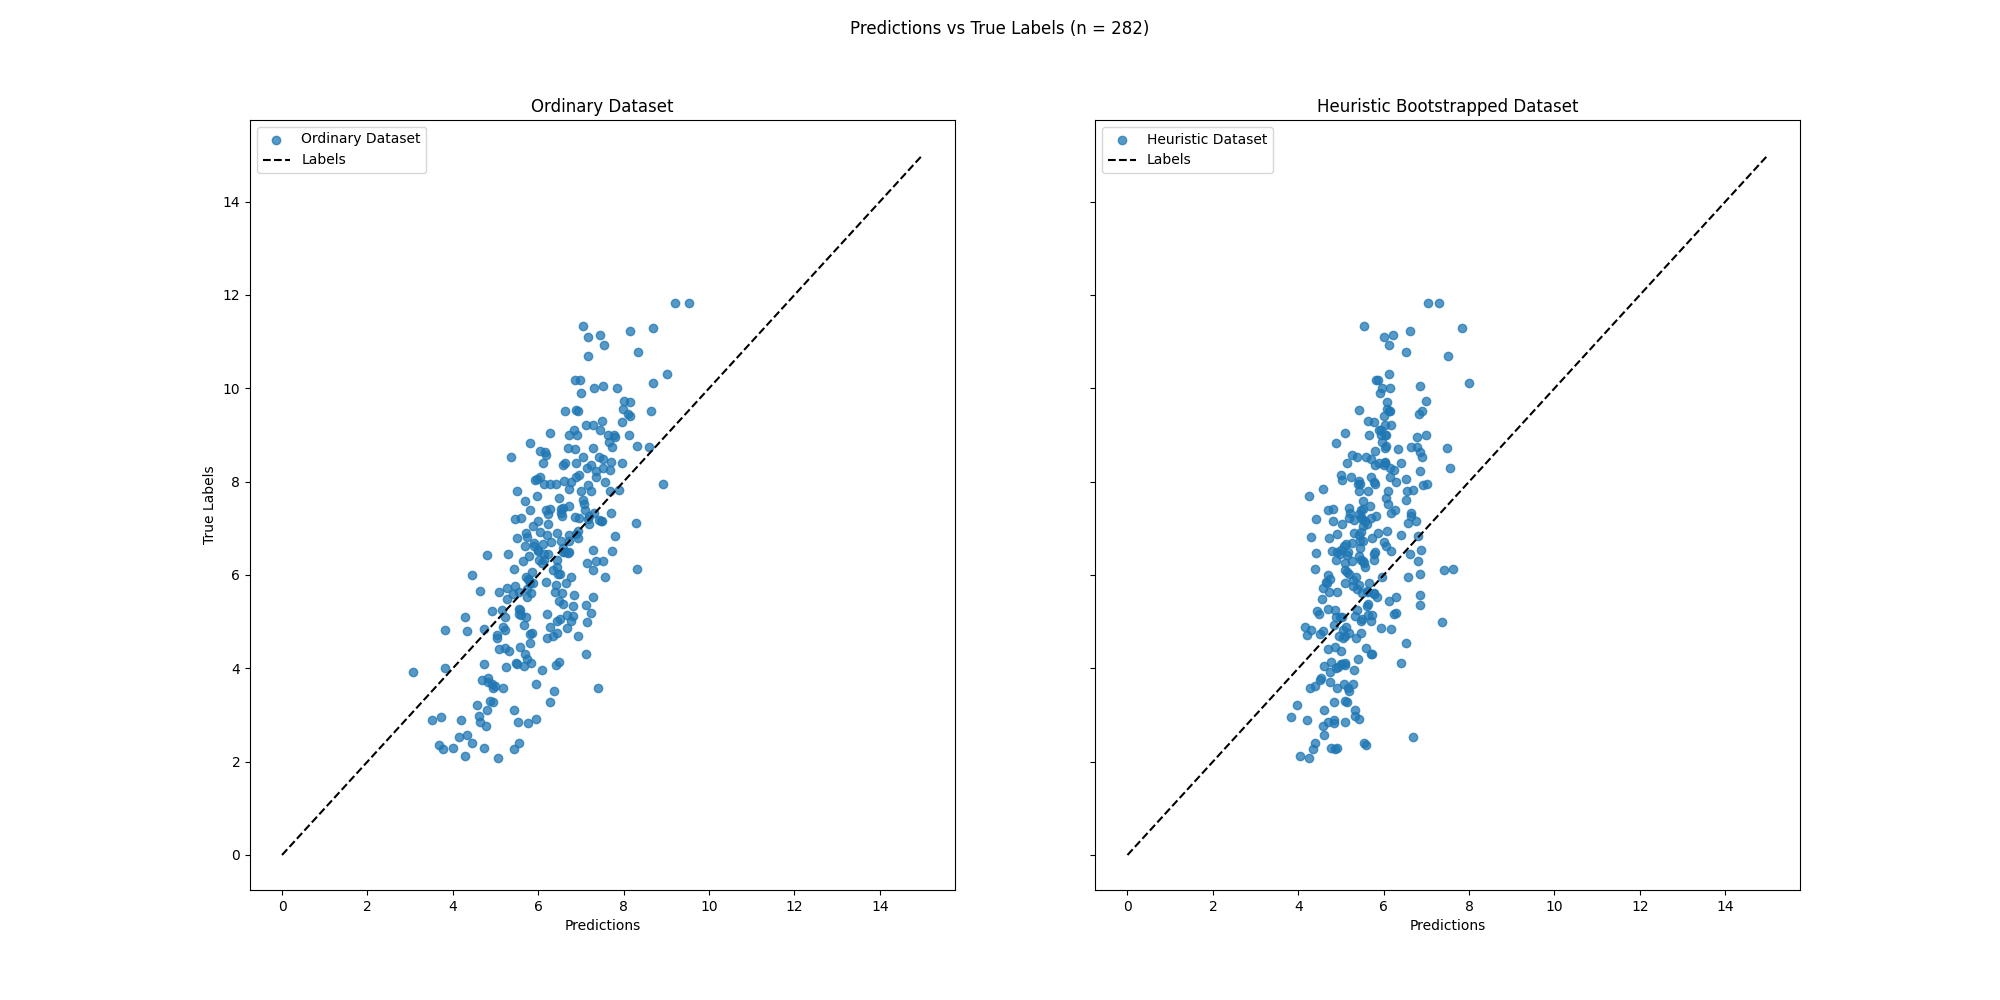 Predictions vs True Labels (n = 282)
Ordinary Dataset
Ordinary Dataset
Labels
True Labels
14
12
10
8
6
4
2
0
0 2 4 6 8 10 12 14
Predictions
Heuristic Bootstrapped Dataset
Heuristic Dataset
Labels
0 2 4 6 8 10 12 14
Predictions